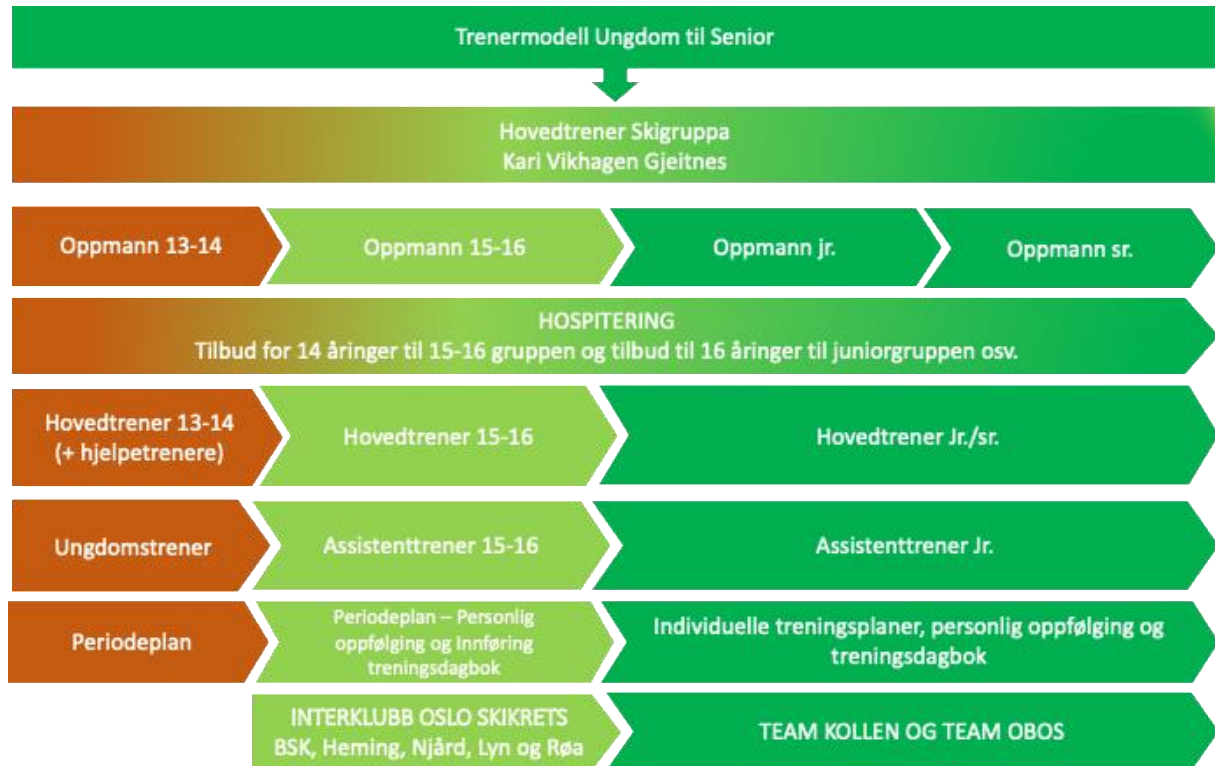 Trenermodell Ungdom til Senior
Hovedtrener Skigruppa
Kari Vikhagen Gjeitnes
Oppmann 13-14
Oppmann 15-16
Oppmann jr.
Oppmann sr.
HOSPITERING
Tilbud for 14 åringer til 15-16 gruppen og tilbud til 16 åringer til juniorgruppen osv.
Hovedtrener 13-14
(+ hjelpetrenere)
Hovedtrener 15-16
Hovedtrener Jr./sr.
Ungdomstrener
Assistenttrener 15-16
Assistenttrener Jr.
Periodeplan
Periodeplan – Personlig
oppfølging og Innføring
treningsdagbok
Individuelle treningsplaner, personlig oppfølging og
treningsdagbok
INTERKLUBB OSLO SKIKRETS
BSK, Heming, Njård, Lyn og Røa
TEAM KOLLEN OG TEAM OBOS